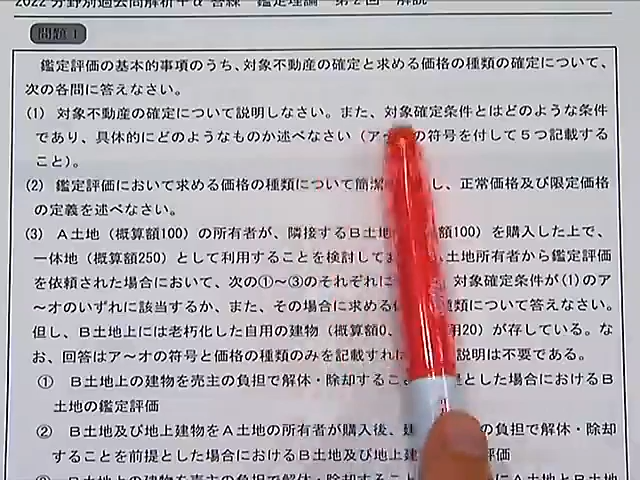 2022 分野別過去問解析＋α 答練 鑑定理論 第2回 解説
問題1
鑑定評価の基本的事項のうち、対象不動産の確定と求める価格の種類の確定について、
次の各問に答えなさい。
(1) 対象不動産の確定について説明しなさい。また、対象確定条件とはどのような条件
であり、具体的にどのようなものか述べなさい（ア～ の符号を付して５つ記載する
こと）。
(2) 鑑定評価において求める価格の種類について簡 し、正常価格及び限定価格
の定義を述べなさい。
(3) Ａ土地（概算額100）の所有者が、隣接するＢ土 額100）を購入した上で、
一体地（概算額250）として利用することを検討して 土地所有者から鑑定評価
を依頼された場合において、次の①～③のそれぞれに 対象確定条件が(1)のア
～オのいずれに該当するか、また、その場合に求める 種類について答えなさい。
但し、Ｂ土地上には老朽化した自用の建物（概算額0、 用20）が存している。な
お、回答はア～オの符号と価格の種類のみを記載すれ 説明は不要である。
① Ｂ土地上の建物を売主の負担で解体・除却するこ とした場合におけるＢ
土地の鑑定評価
② Ｂ土地及び地上建物をＡ土地の所有者が購入後、 の負担で解体・除却
することを前提とした場合におけるＢ土地及び地上 評価